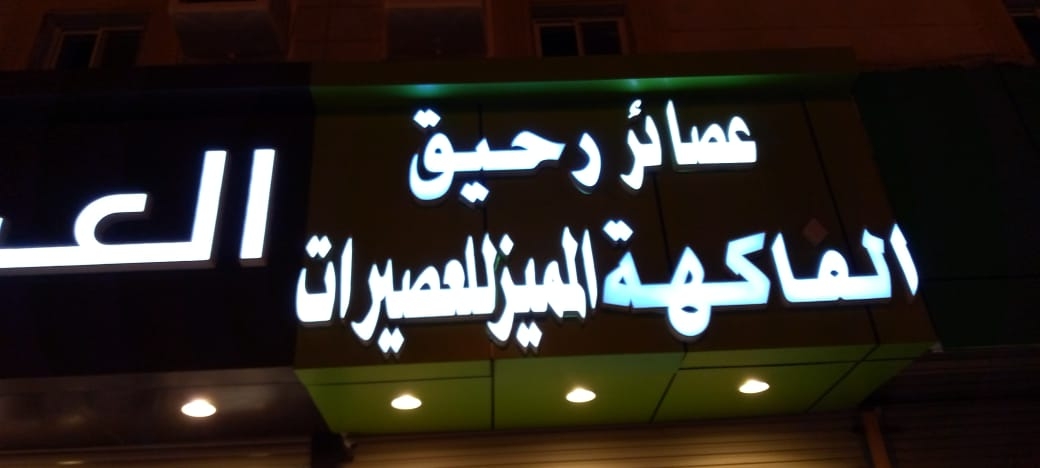 عصائر رحيق
الفاكهة المميز للعصيرات